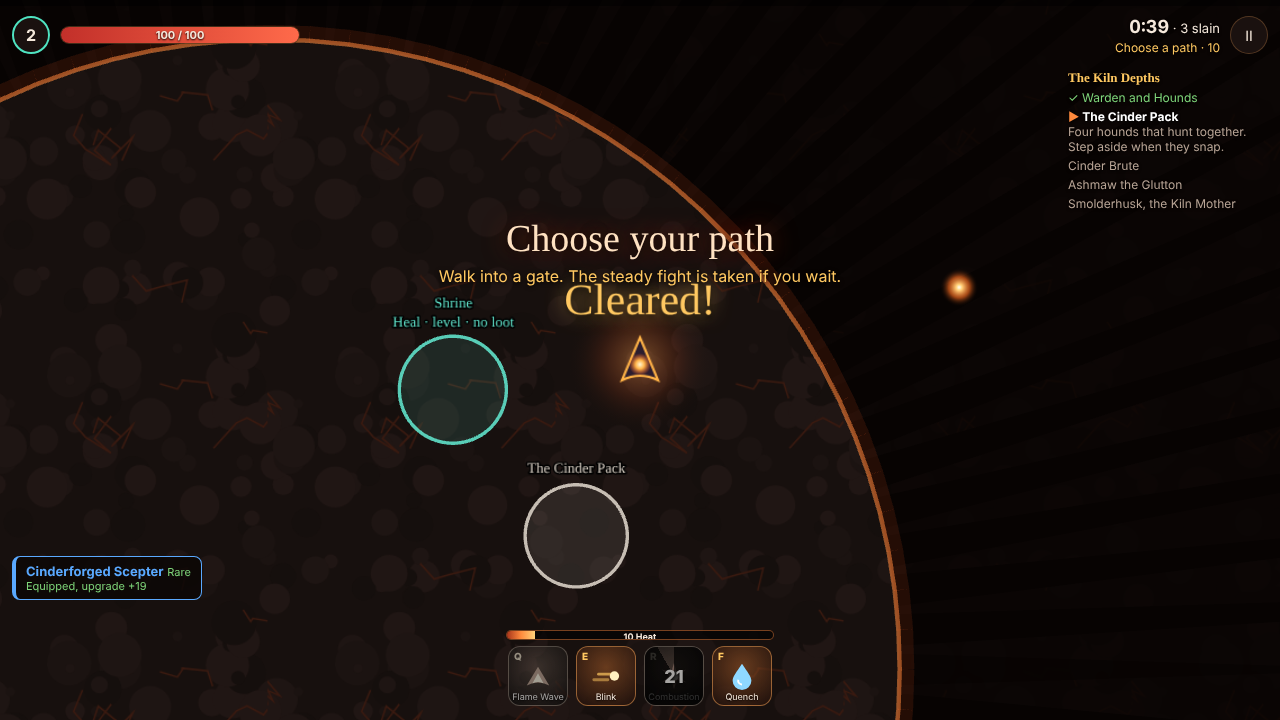 2
100 / 100
0:39 · 3 slain
Choose a path · 10
The Kiln Depths
✓ Warden and Hounds
▶ The Cinder Pack
Four hounds that hunt together.
Step aside when they snap.
Cinder Brute
Ashmaw the Glutton
Smolderhusk, the Kiln Mother
Choose your path
Walk into a gate. The steady fight is taken if you wait.
Cleared!
Shrine
Heal · level · no loot
The Cinder Pack
Cinderforged Scepter Rare
Equipped, upgrade +19
10 Heat
Q
Flame Wave
E
Blink
R
21
Combustion
F
Quench